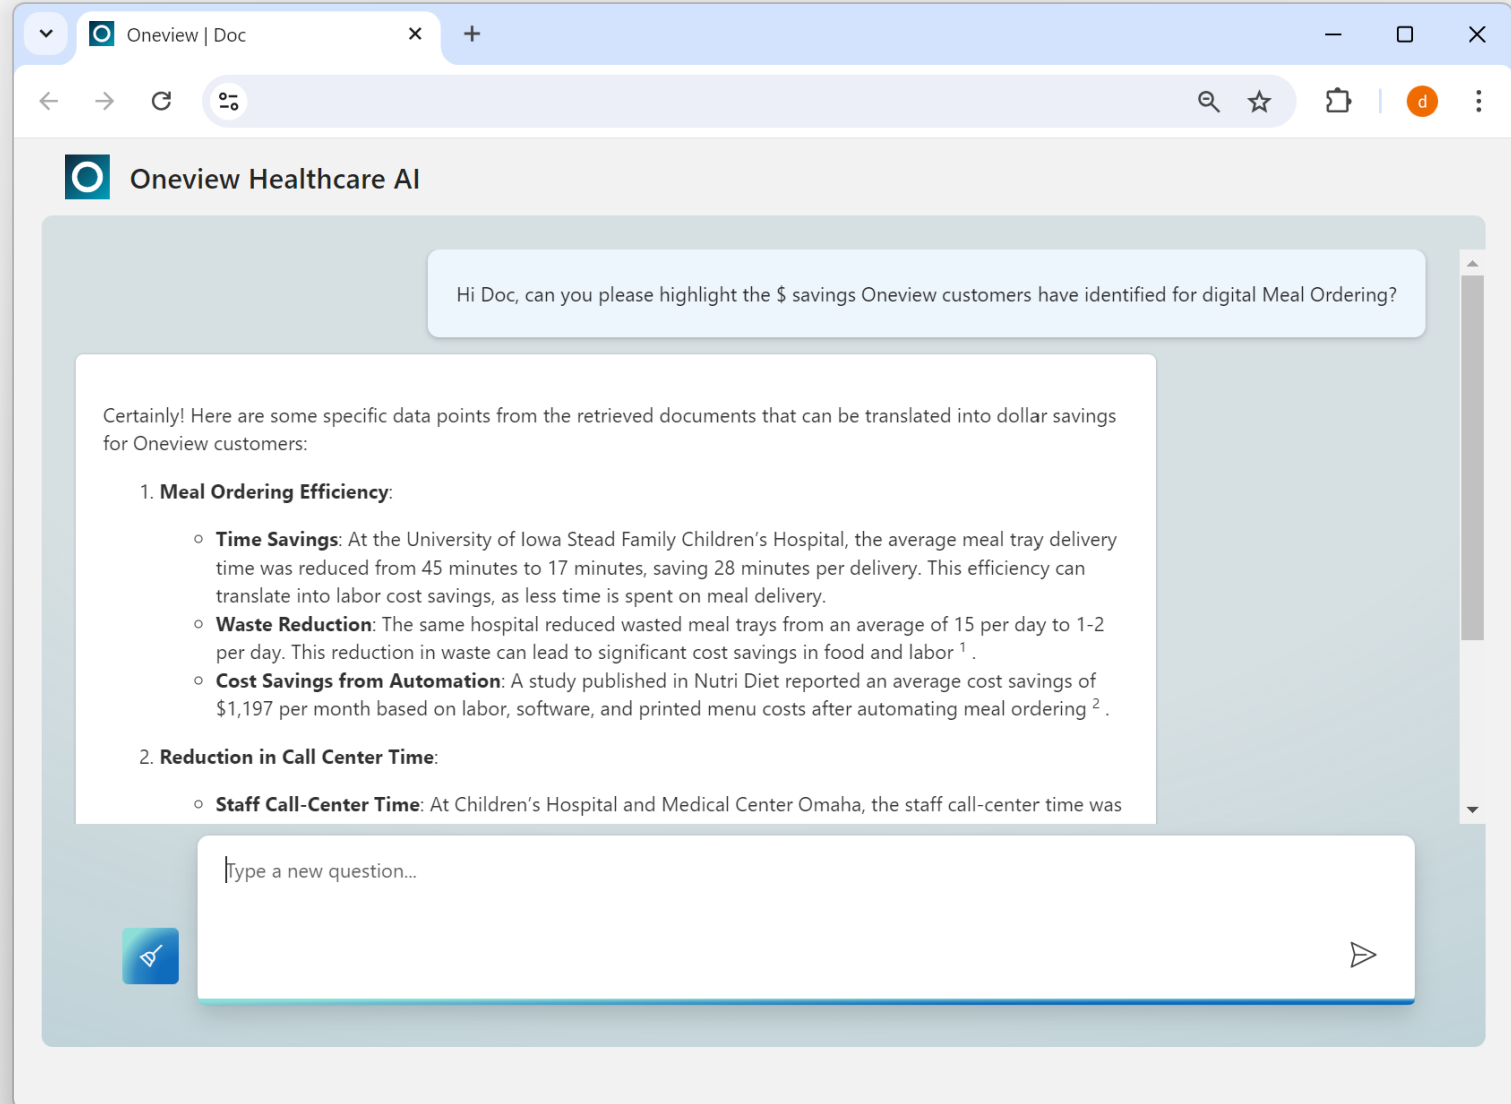 Oneview | Doc
d
Oneview Healthcare AI
Hi Doc, can you please highlight the $ savings Oneview customers have identified for digital Meal Ordering?
Certainly! Here are some specific data points from the retrieved documents that can be translated into dollar savings
for Oneview customers:
1. Meal Ordering Efficiency:
○ Time Savings: At the University of Iowa Stead Family Children's Hospital, the average meal tray delivery
time was reduced from 45 minutes to 17 minutes, saving 28 minutes per delivery. This efficiency can
translate into labor cost savings, as less time is spent on meal delivery.
○ Waste Reduction: The same hospital reduced wasted meal trays from an average of 15 per day to 1-2
per day. This reduction in waste can lead to significant cost savings in food and labor 1 .
○ Cost Savings from Automation: A study published in Nutri Diet reported an average cost savings of
$1,197 per month based on labor, software, and printed menu costs after automating meal ordering 2 .
2. Reduction in Call Center Time:
○ Staff Call-Center Time: At Children's Hospital and Medical Center Omaha, the staff call-center time was
Type a new question...